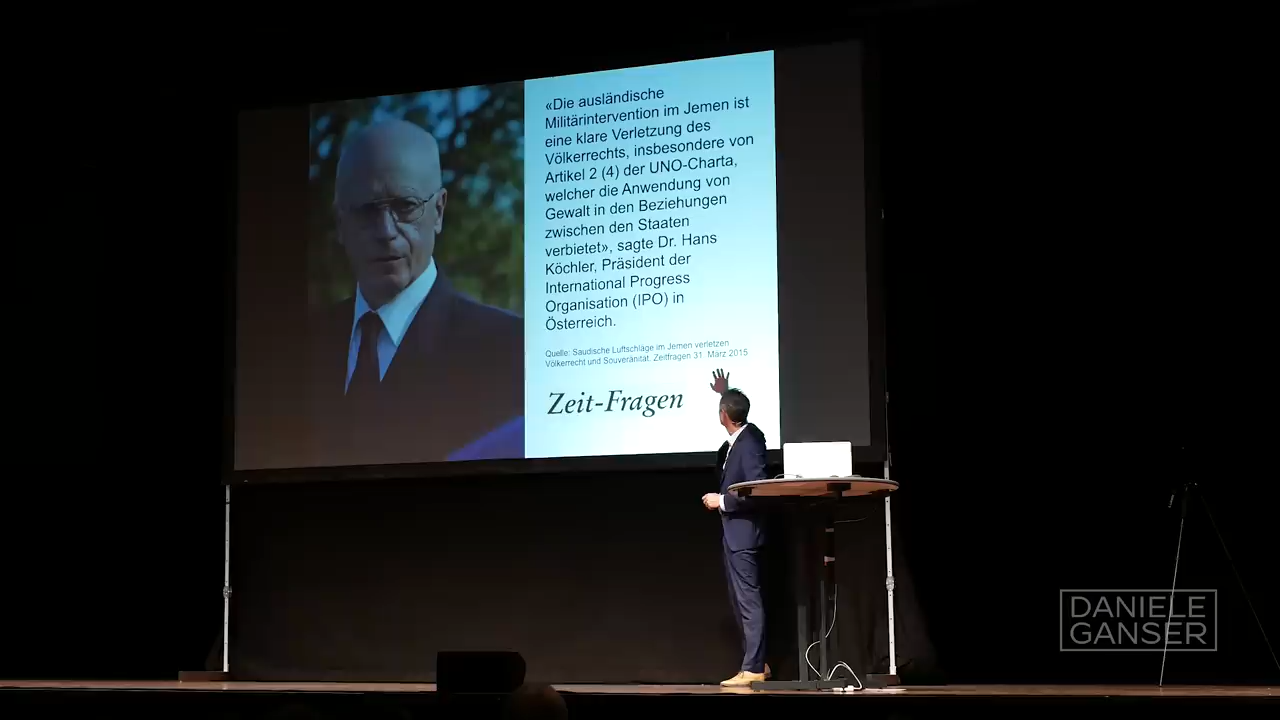 «Die ausländische
Militärintervention im Jemen ist
eine klare Verletzung des
Völkerrechts, insbesondere von
Artikel 2 (4) der UNO-Charta,
welcher die Anwendung von
Gewalt in den Beziehungen
zwischen den Staaten
verbietet», sagte Dr. Hans
Köchler, Präsident der
International Progress
Organisation (IPO) in
Österreich.
Quelle: Saudische Luftschläge im Jemen verletzen
Völkerrecht und Souveränität. Zeitfragen 31. März 2015
Zeit-Fragen
DANIELE
GANSER